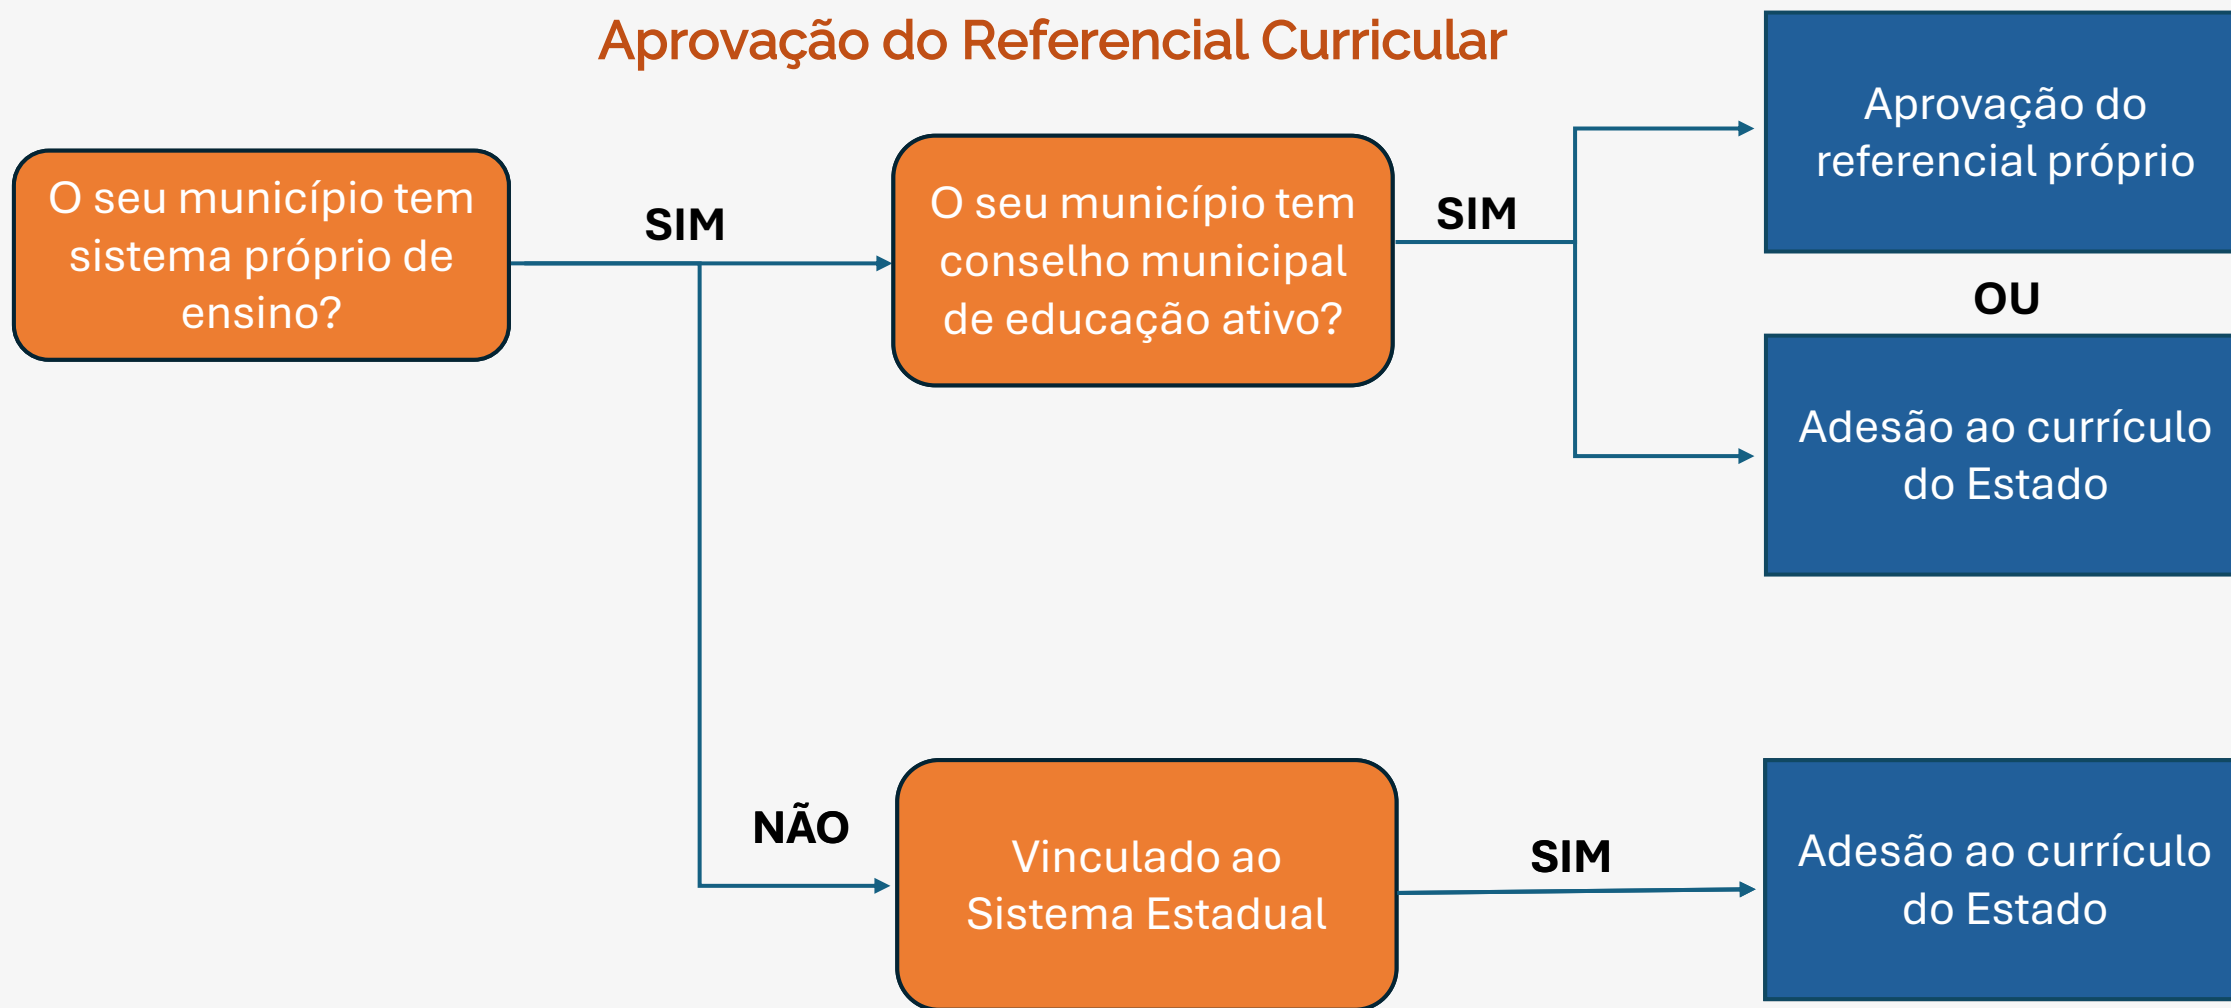 Aprovação do Referencial Curricular
O seu município tem
sistema próprio de
ensino?
SIM
O seu município tem
conselho municipal
de educação ativo?
SIM
Aprovação do
referencial próprio
OU
Adesão ao currículo
do Estado
NÃO
Vinculado ao
Sistema Estadual
SIM
Adesão ao currículo
do Estado